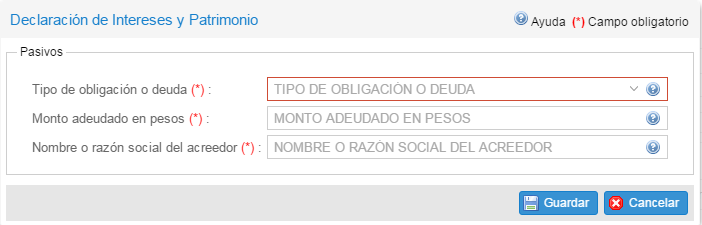 Declaración de Intereses y Patrimonio
Ayuda (*) Campo obligatorio
Pasivos
Tipo de obligación o deuda (*) : TIPO DE OBLIGACIÓN O DEUDA
Monto adeudado en pesos (*) : MONTO ADEUDADO EN PESOS
Nombre o razón social del acreedor (*) : NOMBRE O RAZÓN SOCIAL DEL ACREEDOR
Guardar Cancelar